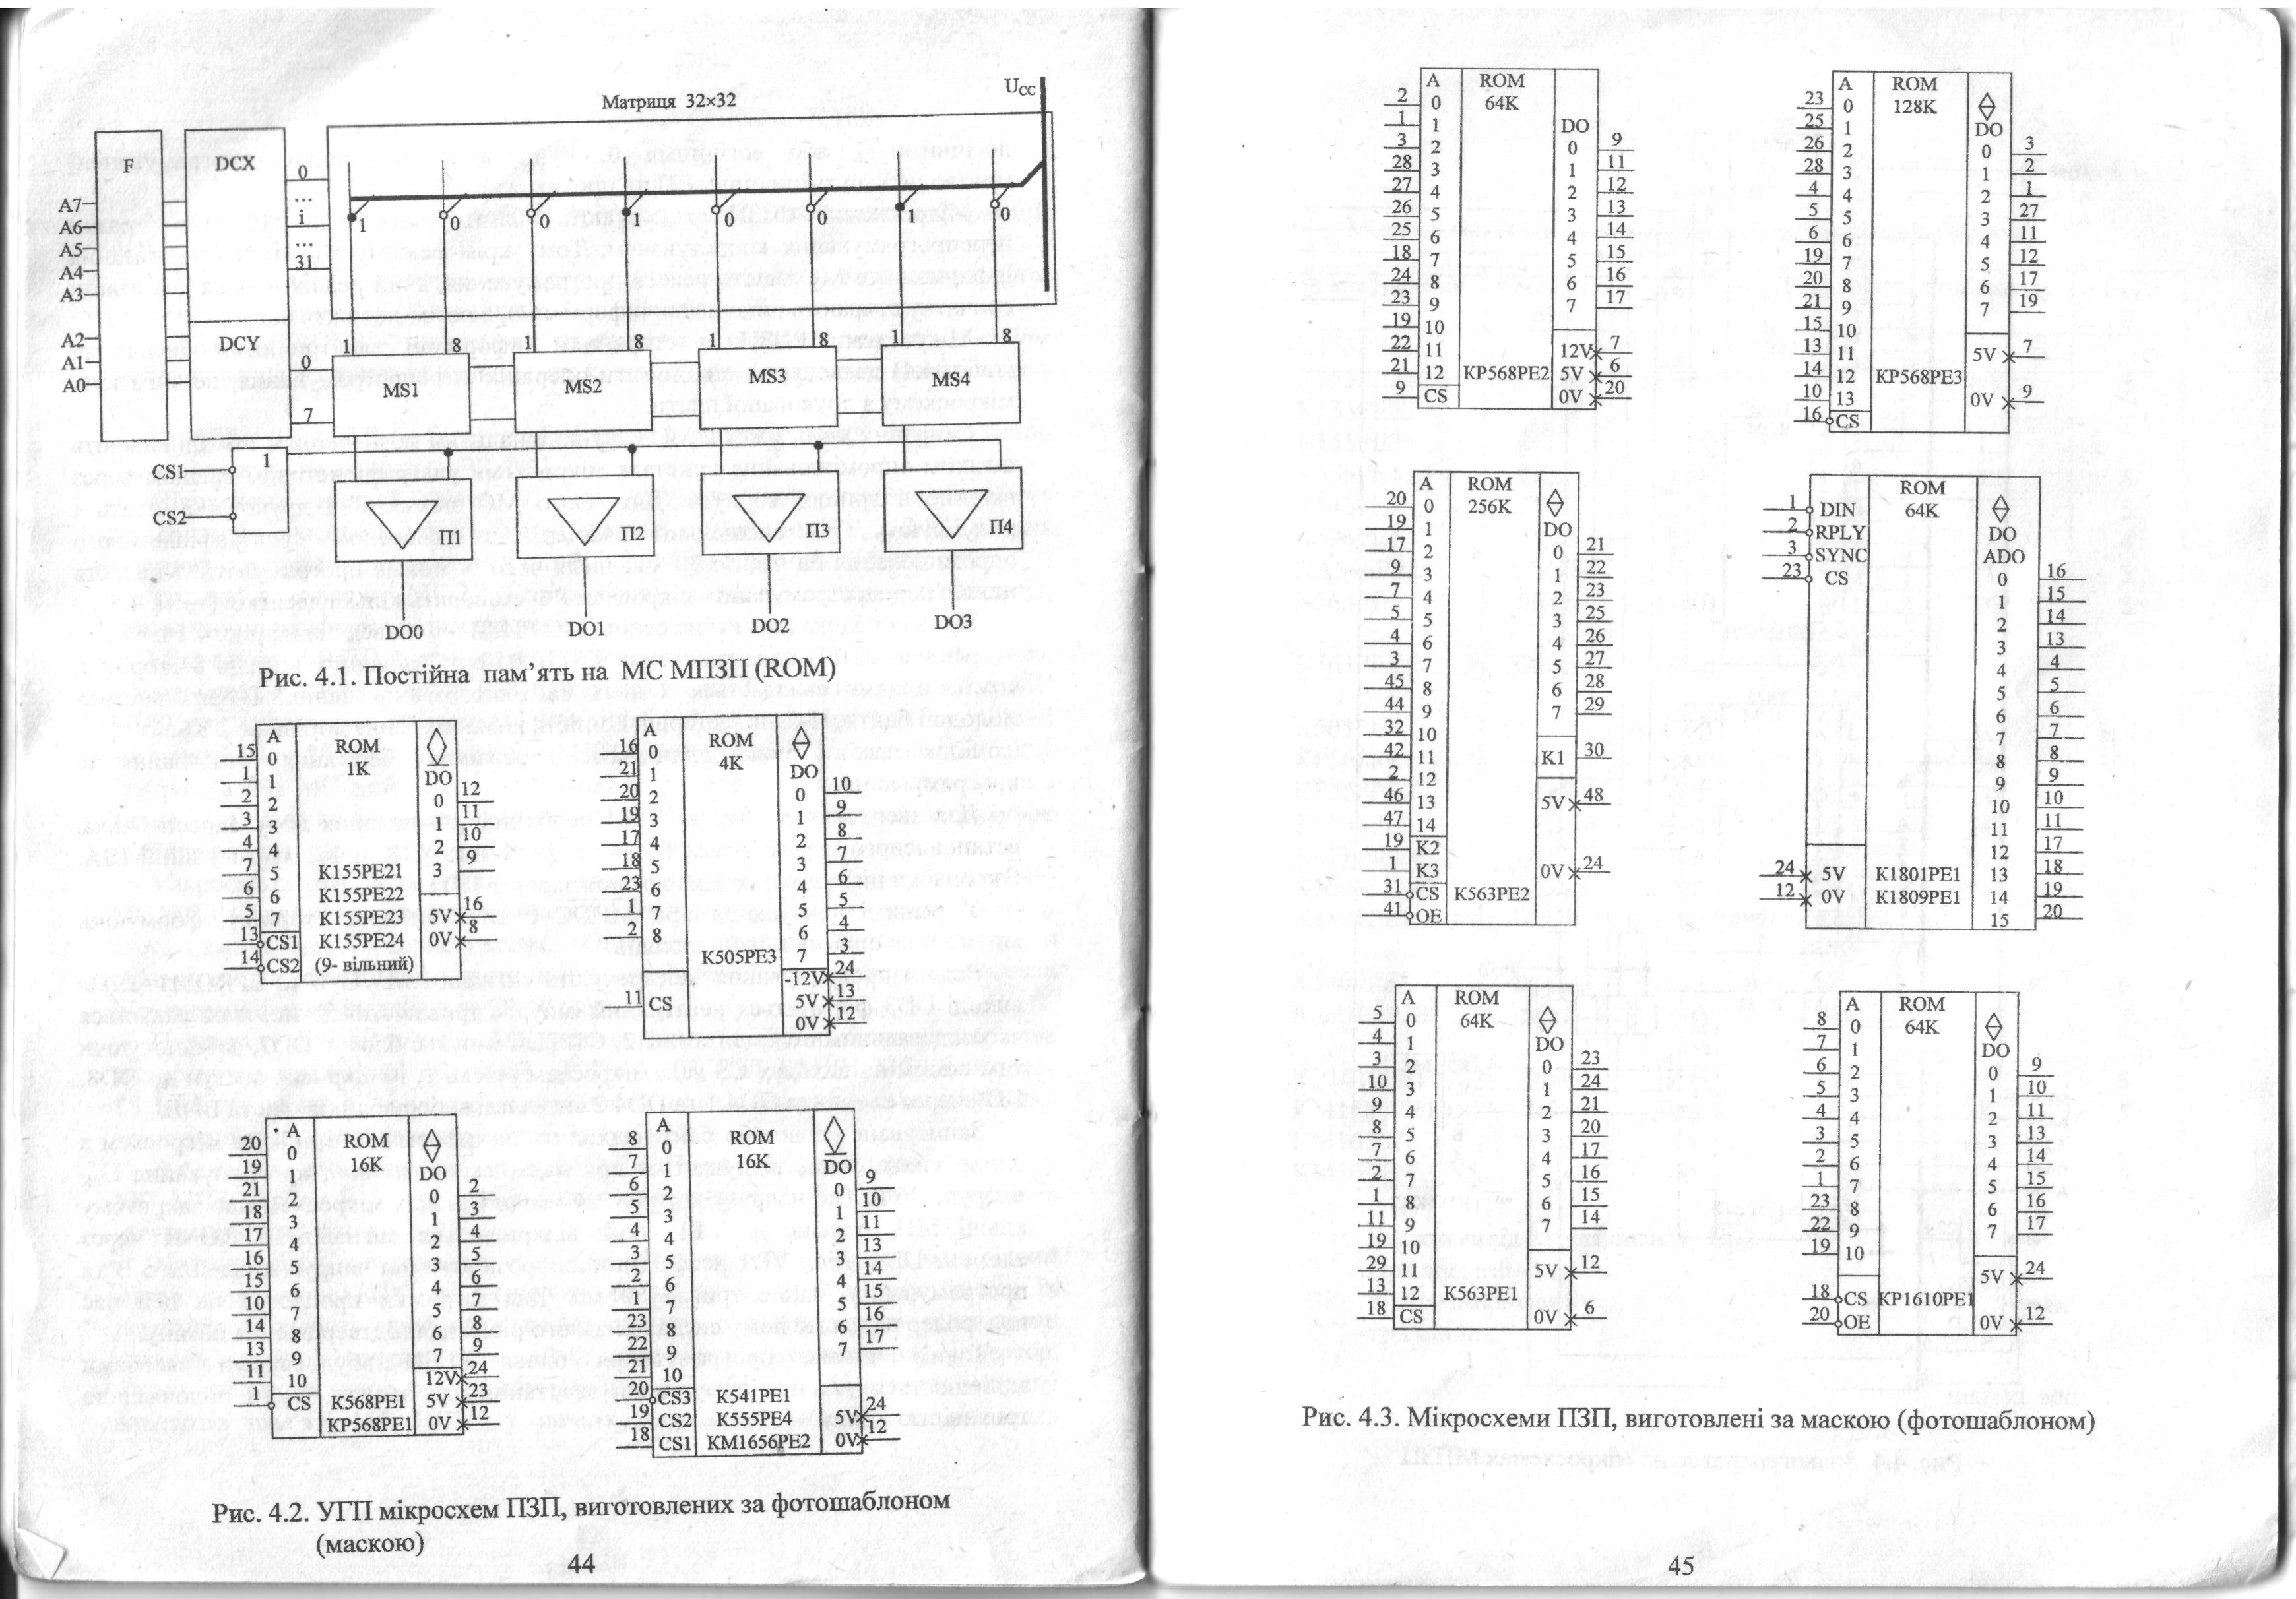 Матриця 32×32
Ucc
F
DCX
0
...
i
...
31
A7
A6
A5
A4
A3
A2
A1
A0
DCY
0
7
1 0 0 1 0 0 1 0
1 8 1 8 1 8 8
MS1 MS2 MS3 MS4
CS1
CS2
1
П1 П2 П3 П4
DO0 DO1 DO2 DO3
Рис. 4.1. Постійна пам’ять на МС МПЗП (ROM)
A ROM
15 0 1K
1 1 DO
2 2 0 12
3 3 1 11
4 4 2 10
7 5 К155РЕ21 3 9
6 6 К155РЕ22
5 7 К155РЕ23 5V 16
13 CS1 К155РЕ24 0V 8
14 CS2 (9- вільний)
A ROM
16 0 4K
21 1 DO
20 2 0 10
19 3 1 9
17 4 2 8
18 5 3 7
23 6 4 6
1 7 5 5
2 8 6 4
К505РЕ3 7 3
-12V 24
11 CS 5V 13
0V 12
A ROM
20 0 16K
19 1 DO
21 2 0 2
18 3 1 3
17 4 2 4
16 5 3 5
15 6 4 6
10 7 5 7
14 8 6 8
13 9 7 9
11 10 12V 24
1 CS К568РЕ1 5V 23
КР568РЕ1 0V 12
A ROM
8 0 16K
7 1 DO
6 2 0 9
5 3 1 10
4 4 2 11
3 5 3 13
2 6 4 14
1 7 5 15
23 8 6 16
22 9 7 17
21 10
20 CS3 К541РЕ1
19 CS2 К555РЕ4 5V 24
18 CS1 КМ1656РЕ2 0V 12
Рис. 4.2. УГП мікросхем ПЗП, виготовлених за фотошаблоном
(маскою)
44
A ROM
2 0 64K
1 1 DO
3 2 0 9
28 3 1 11
27 4 2 12
26 5 3 13
25 6 4 14
18 7 5 15
24 8 6 16
23 9 7 17
19 10
22 11 12V 7
21 12 КР568РЕ2 5V 6
9 CS 0V 20
A ROM
23 0 128K
25 1 DO
26 2 0 3
28 3 1 2
4 4 2 1
5 5 3 27
6 6 4 11
19 7 5 12
20 8 6 17
21 9 7 19
15 10
13 11 5V 7
14 12 КР568РЕ3
10 13 0V 9
16 CS
A ROM
20 0 256K
19 1 DO
17 2 0 21
9 3 1 22
7 4 2 23
5 5 3 25
4 6 4 26
3 7 5 27
45 8 6 28
44 9 7 29
32 10
42 11 K1 30
2 12
46 13 5V 48
47 14
19 K2
1 K3 0V 24
31 CS К563РЕ2
41 OE
ROM
1 DIN 64K
2 RPLY DO
3 SYNC ADO
23 CS 0 16
1 15
2 14
3 13
4 4
5 5
6 6
7 7
8 8
9 9
10 10
11 11
12 17
24 5V К1801РЕ1 13 18
12 0V К1809РЕ1 14 19
15 20
A ROM
5 0 64K
4 1 DO
3 2 0 23
10 3 1 24
9 4 2 21
8 5 3 20
7 6 4 17
2 7 5 16
1 8 6 15
11 9 7 14
19 10
29 11 5V 12
13 12 К563РЕ1
18 CS 0V 6
A ROM
8 0 64K
7 1 DO
6 2 0 9
5 3 1 10
4 4 2 11
3 5 3 13
2 6 4 14
1 7 5 15
23 8 6 16
22 9 7 17
19 10
5V 24
18 CS КР1610РЕ1
20 OE 0V 12
Рис. 4.3. Мікросхеми ПЗП, виготовлені за маскою (фотошаблоном)
45